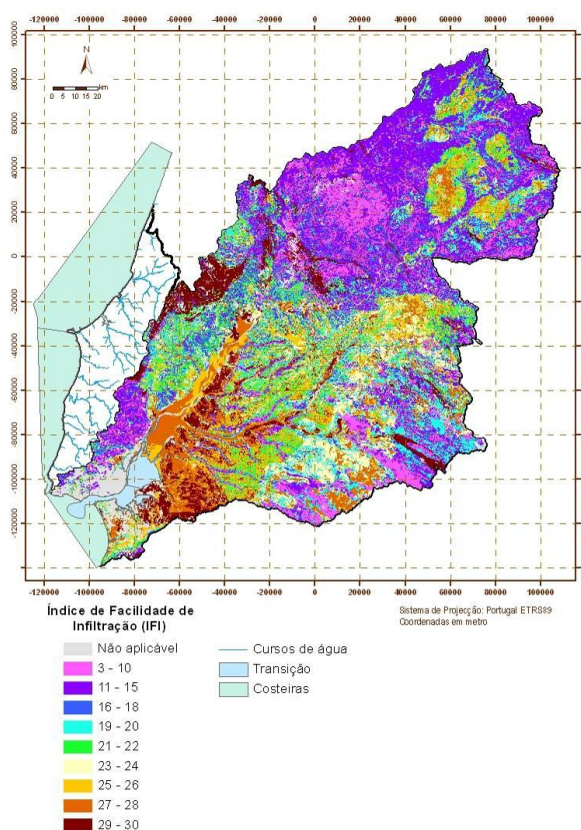 -120000 -100000 -80000 -60000 -40000 -20000 0 20000 40000 60000 80000 100000
100000
80000
60000
40000
20000
0
-20000
-40000
-60000
-80000
-100000
-120000
N
0 5 10 15 20
km
-120000 -100000 -80000 -60000 -40000 -20000 0 20000 40000 60000 80000 100000
Índice de Facilidade de
Infiltração (IFI)
Sistema de Projecção: Portugal ETRS89
Coordenadas em metro
Não aplicável
3 - 10
11 - 15
16 - 18
19 - 20
21 - 22
23 - 24
25 - 26
27 - 28
29 - 30
Cursos de água
Transição
Costeiras